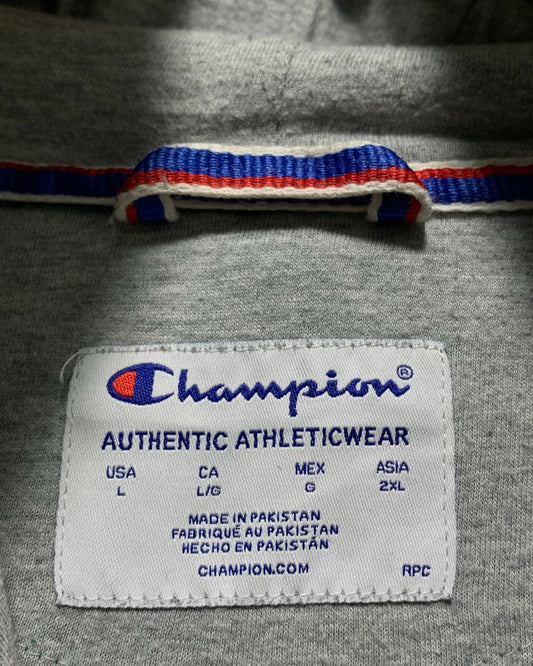 Champion®
AUTHENTIC ATHLETICWEAR
USA CA MEX ASIA
L L/G G 2XL
MADE IN PAKISTAN
FABRIQUÉ AU PAKISTAN
HECHO EN PAKISTÁN
CHAMPION.COM RPC